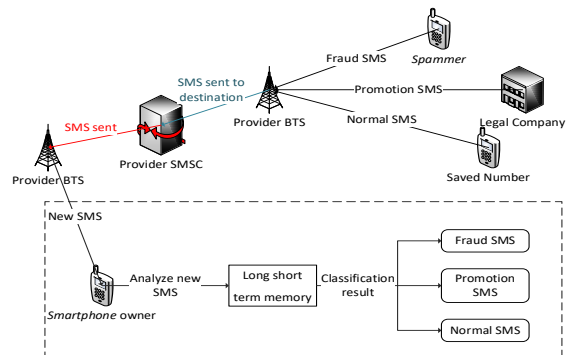 Fraud SMS
Spammer
SMS sent to
destination
Promotion SMS
Legal Company
Provider BTS
Normal SMS
SMS sent
Provider SMSC
Saved Number
Provider BTS
New SMS
Smartphone owner
Analyze new
SMS
Long short
term memory
Classification
result
Fraud SMS
Promotion
SMS
Normal SMS